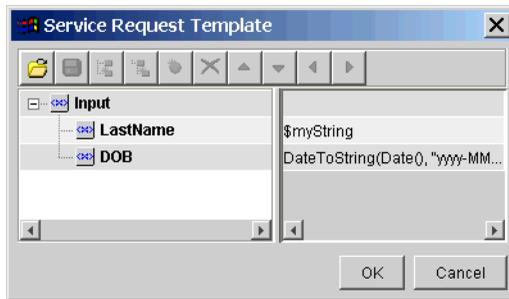 Service Request Template
Input
LastName
$myString
DOB
DateToString(Date(), "yyyy-MM...
OK
Cancel